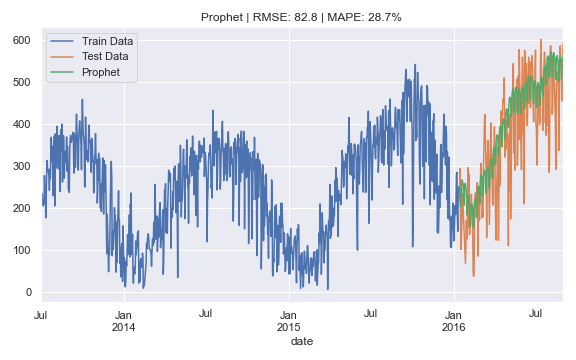 Prophet | RMSE: 82.8 | MAPE: 28.7%
600
500
400
300
200
100
0
Train Data
Test Data
Prophet
Jul Jan Jul Jan Jul Jan Jul
2014 2015 2016
date